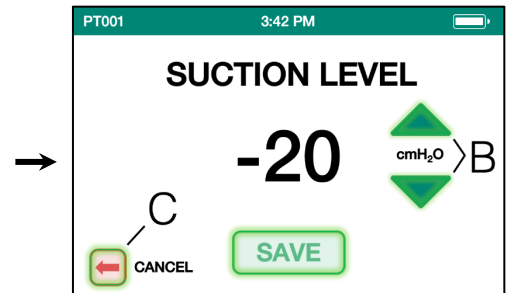 PT001 3:42 PM
SUCTION LEVEL
-20 cmH₂O B
C
CANCEL
SAVE